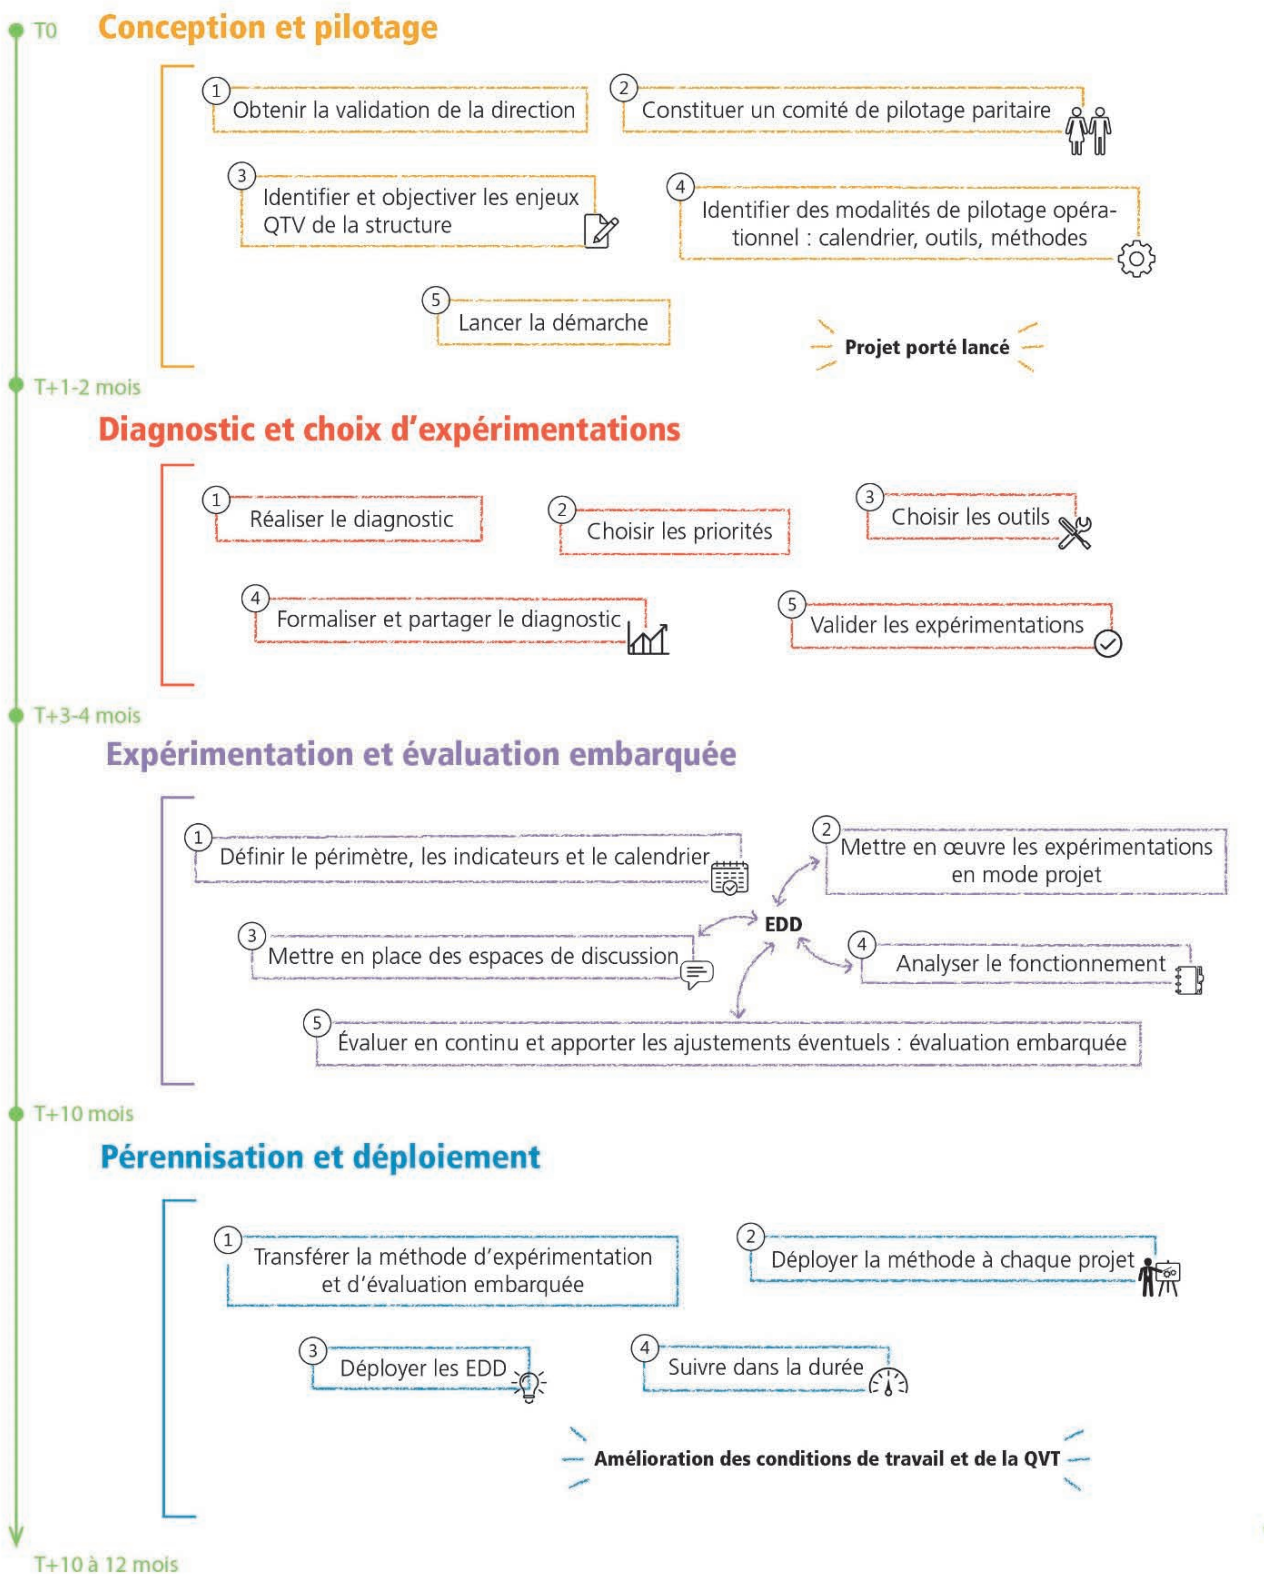 T0
Conception et pilotage
1
Obtenir la validation de la direction
2
Constituer un comité de pilotage paritaire
3
Identifier et objectiver les enjeux
QTV de la structure
4
Identifier des modalités de pilotage opéra-
tionnel : calendrier, outils, méthodes
5
Lancer la démarche
Projet porté lancé
T+1-2 mois
Diagnostic et choix d’expérimentations
1
Réaliser le diagnostic
2
Choisir les priorités
3
Choisir les outils
4
Formaliser et partager le diagnostic
5
Valider les expérimentations
T+3-4 mois
Expérimentation et évaluation embarquée
1
Définir le périmètre, les indicateurs et le calendrier
2
Mettre en œuvre les expérimentations
en mode projet
EDD
3
Mettre en place des espaces de discussion
4
Analyser le fonctionnement
5
Évaluer en continu et apporter les ajustements éventuels : évaluation embarquée
T+10 mois
Pérennisation et déploiement
1
Transférer la méthode d’expérimentation
et d’évaluation embarquée
2
Déployer la méthode à chaque projet
3
Déployer les EDD
4
Suivre dans la durée
Amélioration des conditions de travail et de la QVT
T+10 à 12 mois